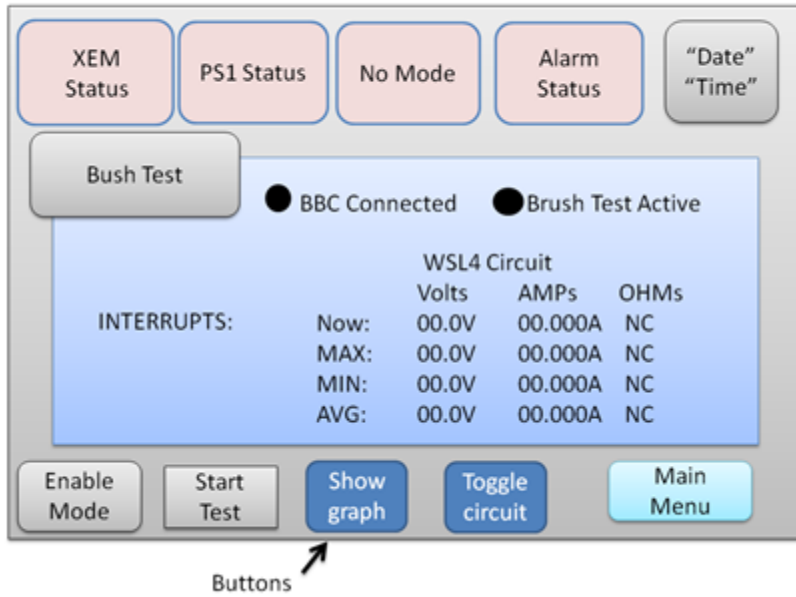 XEM
Status
PS1 Status
No Mode
Alarm
Status
“Date”
“Time”
Bush Test
BBC Connected
Brush Test Active
WSL4 Circuit
Volts AMPs OHMs
INTERRUPTS: Now: 00.0V 00.000A NC
MAX: 00.0V 00.000A NC
MIN: 00.0V 00.000A NC
AVG: 00.0V 00.000A NC
Enable
Mode
Start
Test
Show
graph
Toggle
circuit
Main
Menu
Buttons